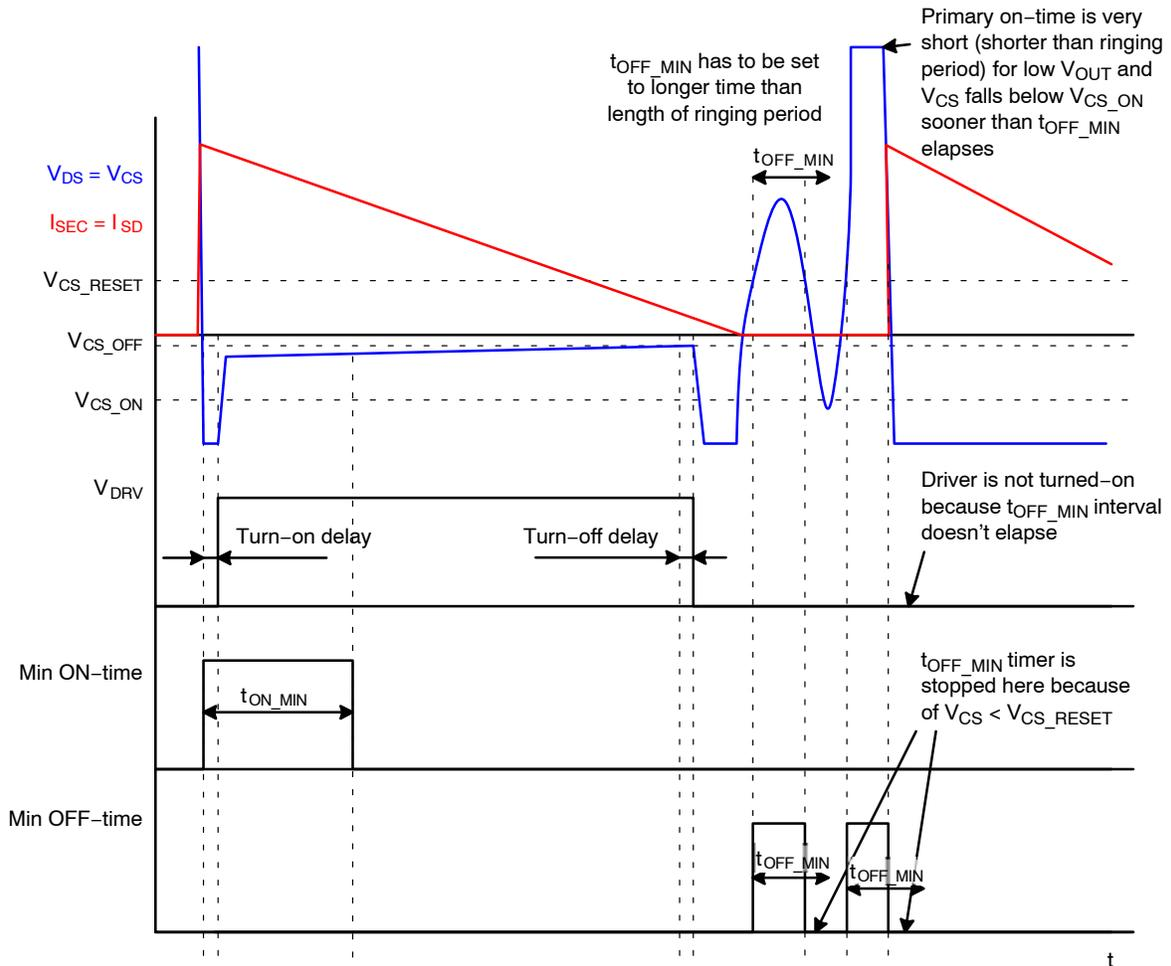 Primary on−time is very
short (shorter than ringing
period) for low VOUT and
VCS falls below VCS_ON
sooner than tOFF_MIN
elapses
tOFF_MIN has to be set
to longer time than
length of ringing period
tOFF_MIN
VDS = VCS
ISEC = ISD
VCS_RESET
VCS_OFF
VCS_ON
VDRV
Turn−on delay
Turn−off delay
Driver is not turned−on
because tOFF_MIN interval
doesn't elapse
Min ON−time
tON_MIN
tOFF_MIN timer is
stopped here because
of VCS < VCS_RESET
Min OFF−time
tOFF_MIN
tOFF_MIN
t